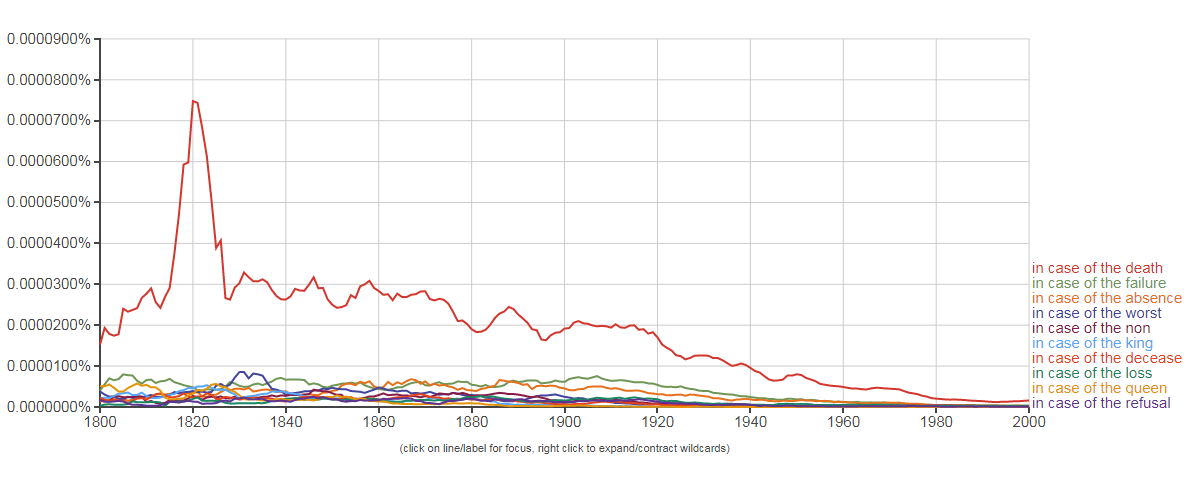 0.0000900%
0.0000800%
0.0000700%
0.0000600%
0.0000500%
0.0000400%
0.0000300%
0.0000200%
0.0000100%
0.0000000%
1800 1820 1840 1860 1880 1900 1920 1940 1960 1980 2000
(click on line/label for focus, right click to expand/contract wildcards)
in case of the death
in case of the failure
in case of the absence
in case of the worst
in case of the non
in case of the king
in case of the decease
in case of the loss
in case of the queen
in case of the refusal